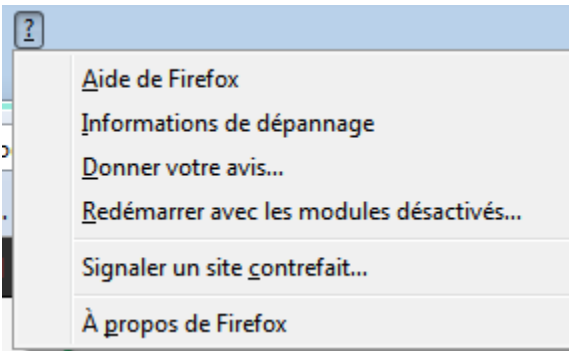 ?
Aide de Firefox
Informations de dépannage
Donner votre avis...
Redémarrer avec les modules désactivés...
Signaler un site contrefait...
À propos de Firefox